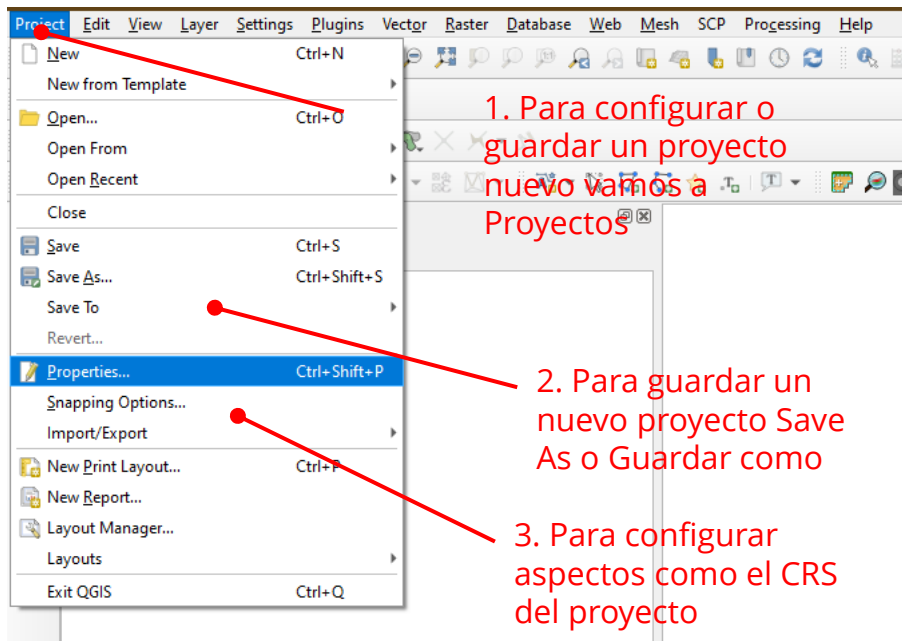 Project Edit View Layer Settings Plugins Vector Raster Database Web Mesh SCP Processing Help
New Ctrl+N
New from Template
Open... Ctrl+O
Open From
Open Recent
Close
Save Ctrl+S
Save As... Ctrl+Shift+S
Save To
Revert...
Properties... Ctrl+Shift+P
Snapping Options...
Import/Export
New Print Layout... Ctrl+P
New Report...
Layout Manager...
Layouts
Exit QGIS Ctrl+Q
1. Para configurar o
guardar un proyecto
nuevo vamos a
Proyectos
2. Para guardar un
nuevo proyecto Save
As o Guardar como
3. Para configurar
aspectos como el CRS
del proyecto